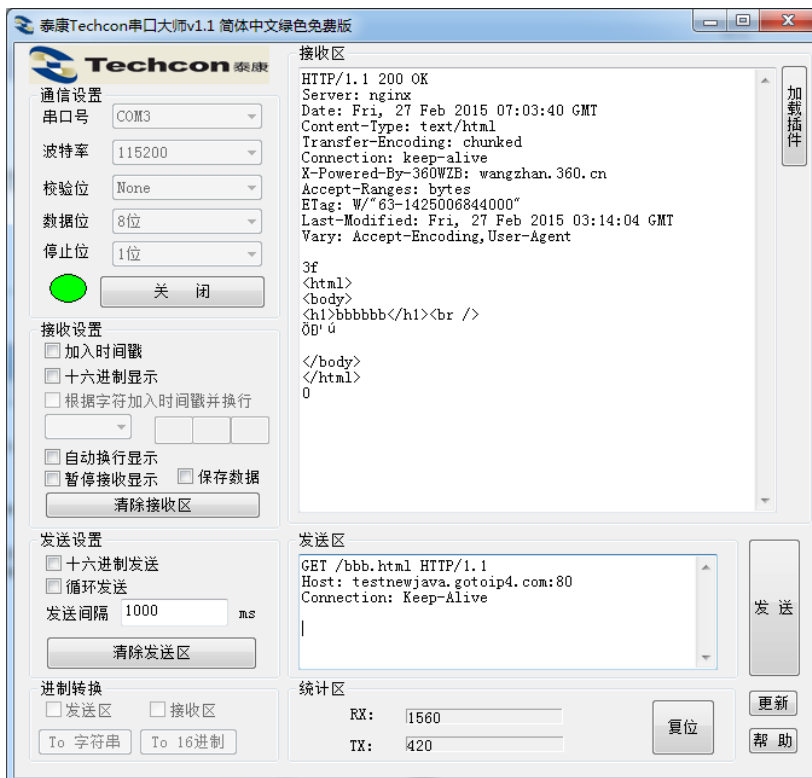 泰康Techcon串口大师v1.1 简体中文绿色免费版
Techcon 泰康
通信设置
串口号 COM3
波特率 115200
校验位 None
数据位 8位
停止位 1位
关 闭
接收设置
加入时间戳
十六进制显示
根据字符加入时间戳并换行
自动换行显示
暂停接收显示 保存数据
清除接收区
发送设置
十六进制发送
循环发送
发送间隔 1000 ms
清除发送区
进制转换
发送区 接收区
To 字符串 To 16进制
接收区
HTTP/1.1 200 OK
Server: nginx
Date: Fri, 27 Feb 2015 07:03:40 GMT
Content-Type: text/html
Transfer-Encoding: chunked
Connection: keep-alive
X-Powered-By-360WZB: wangzhan.360.cn
Accept-Ranges: bytes
ETag: W/"63-1425006844000"
Last-Modified: Fri, 27 Feb 2015 03:14:04 GMT
Vary: Accept-Encoding,User-Agent
3f
<html>
<body>
<h1>bbbbbb</h1><br />
ÖÐ'ú
</body>
</html>
0
加载插件
发送区
GET /bbb.html HTTP/1.1
Host: testnewjava.gotoip4.com:80
Connection: Keep-Alive
发 送
统计区
RX: 1560
TX: 420
复位
更新
帮 助